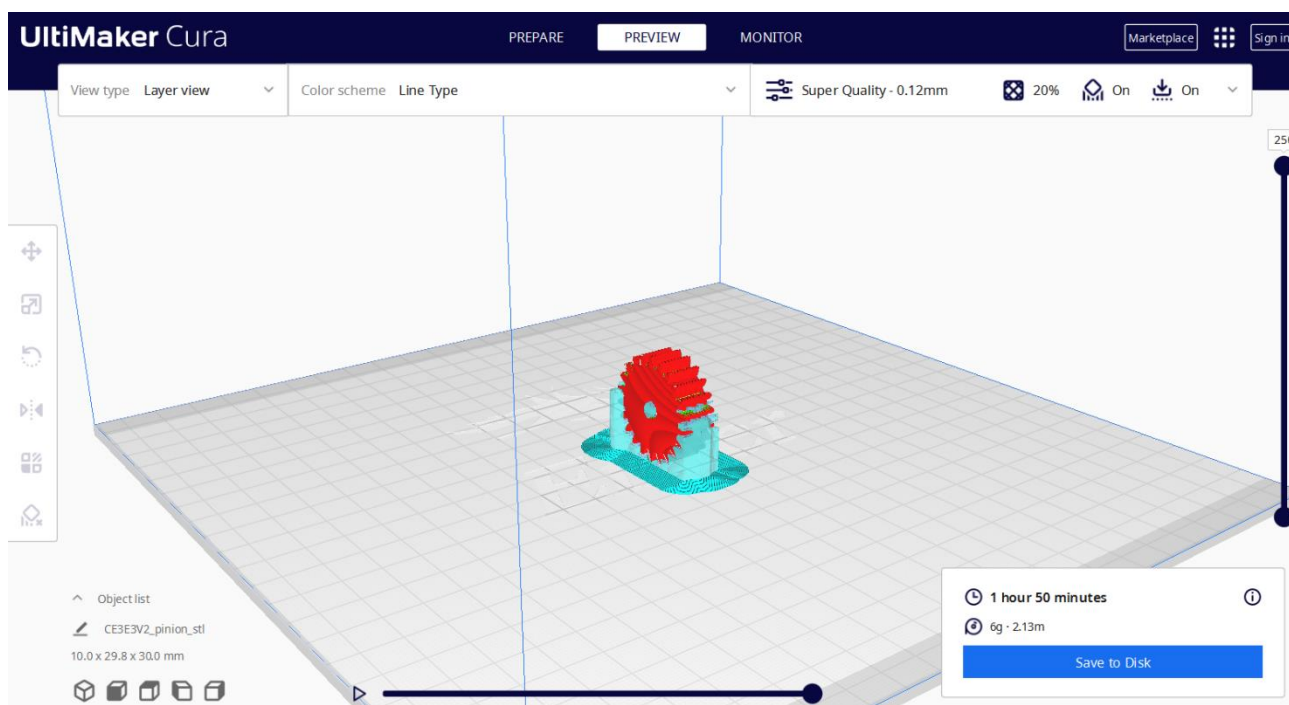 UltiMaker Cura
PREPARE PREVIEW MONITOR
Marketplace Sign in
View type Layer view Color scheme Line Type Super Quality - 0.12mm 20% On On
250
Object list
CE3E3V2_pinion_stl
10.0 x 29.8 x 30.0 mm
1 hour 50 minutes
6g · 2.13m
Save to Disk